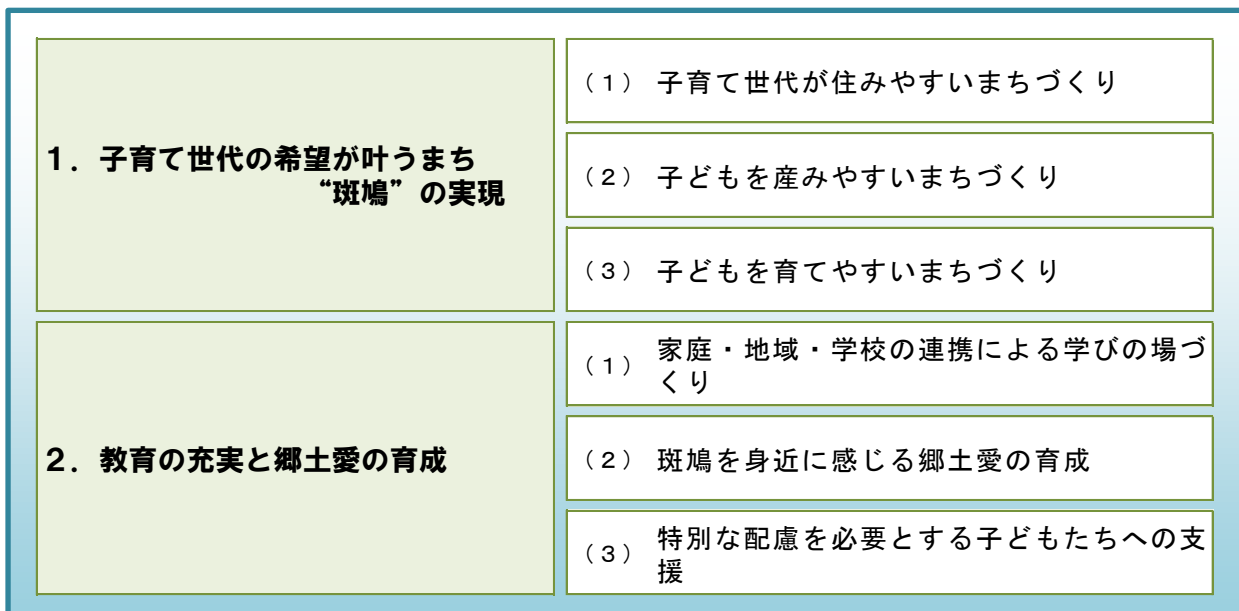 1．子育て世代の希望が叶うまち
“斑鳩”の実現
（1） 子育て世代が住みやすいまちづくり
（2） 子どもを産みやすいまちづくり
（3） 子どもを育てやすいまちづくり
2．教育の充実と郷土愛の育成
（1） 家庭・地域・学校の連携による学びの場づ
くり
（2） 斑鳩を身近に感じる郷土愛の育成
（3） 特別な配慮を必要とする子どもたちへの支
援